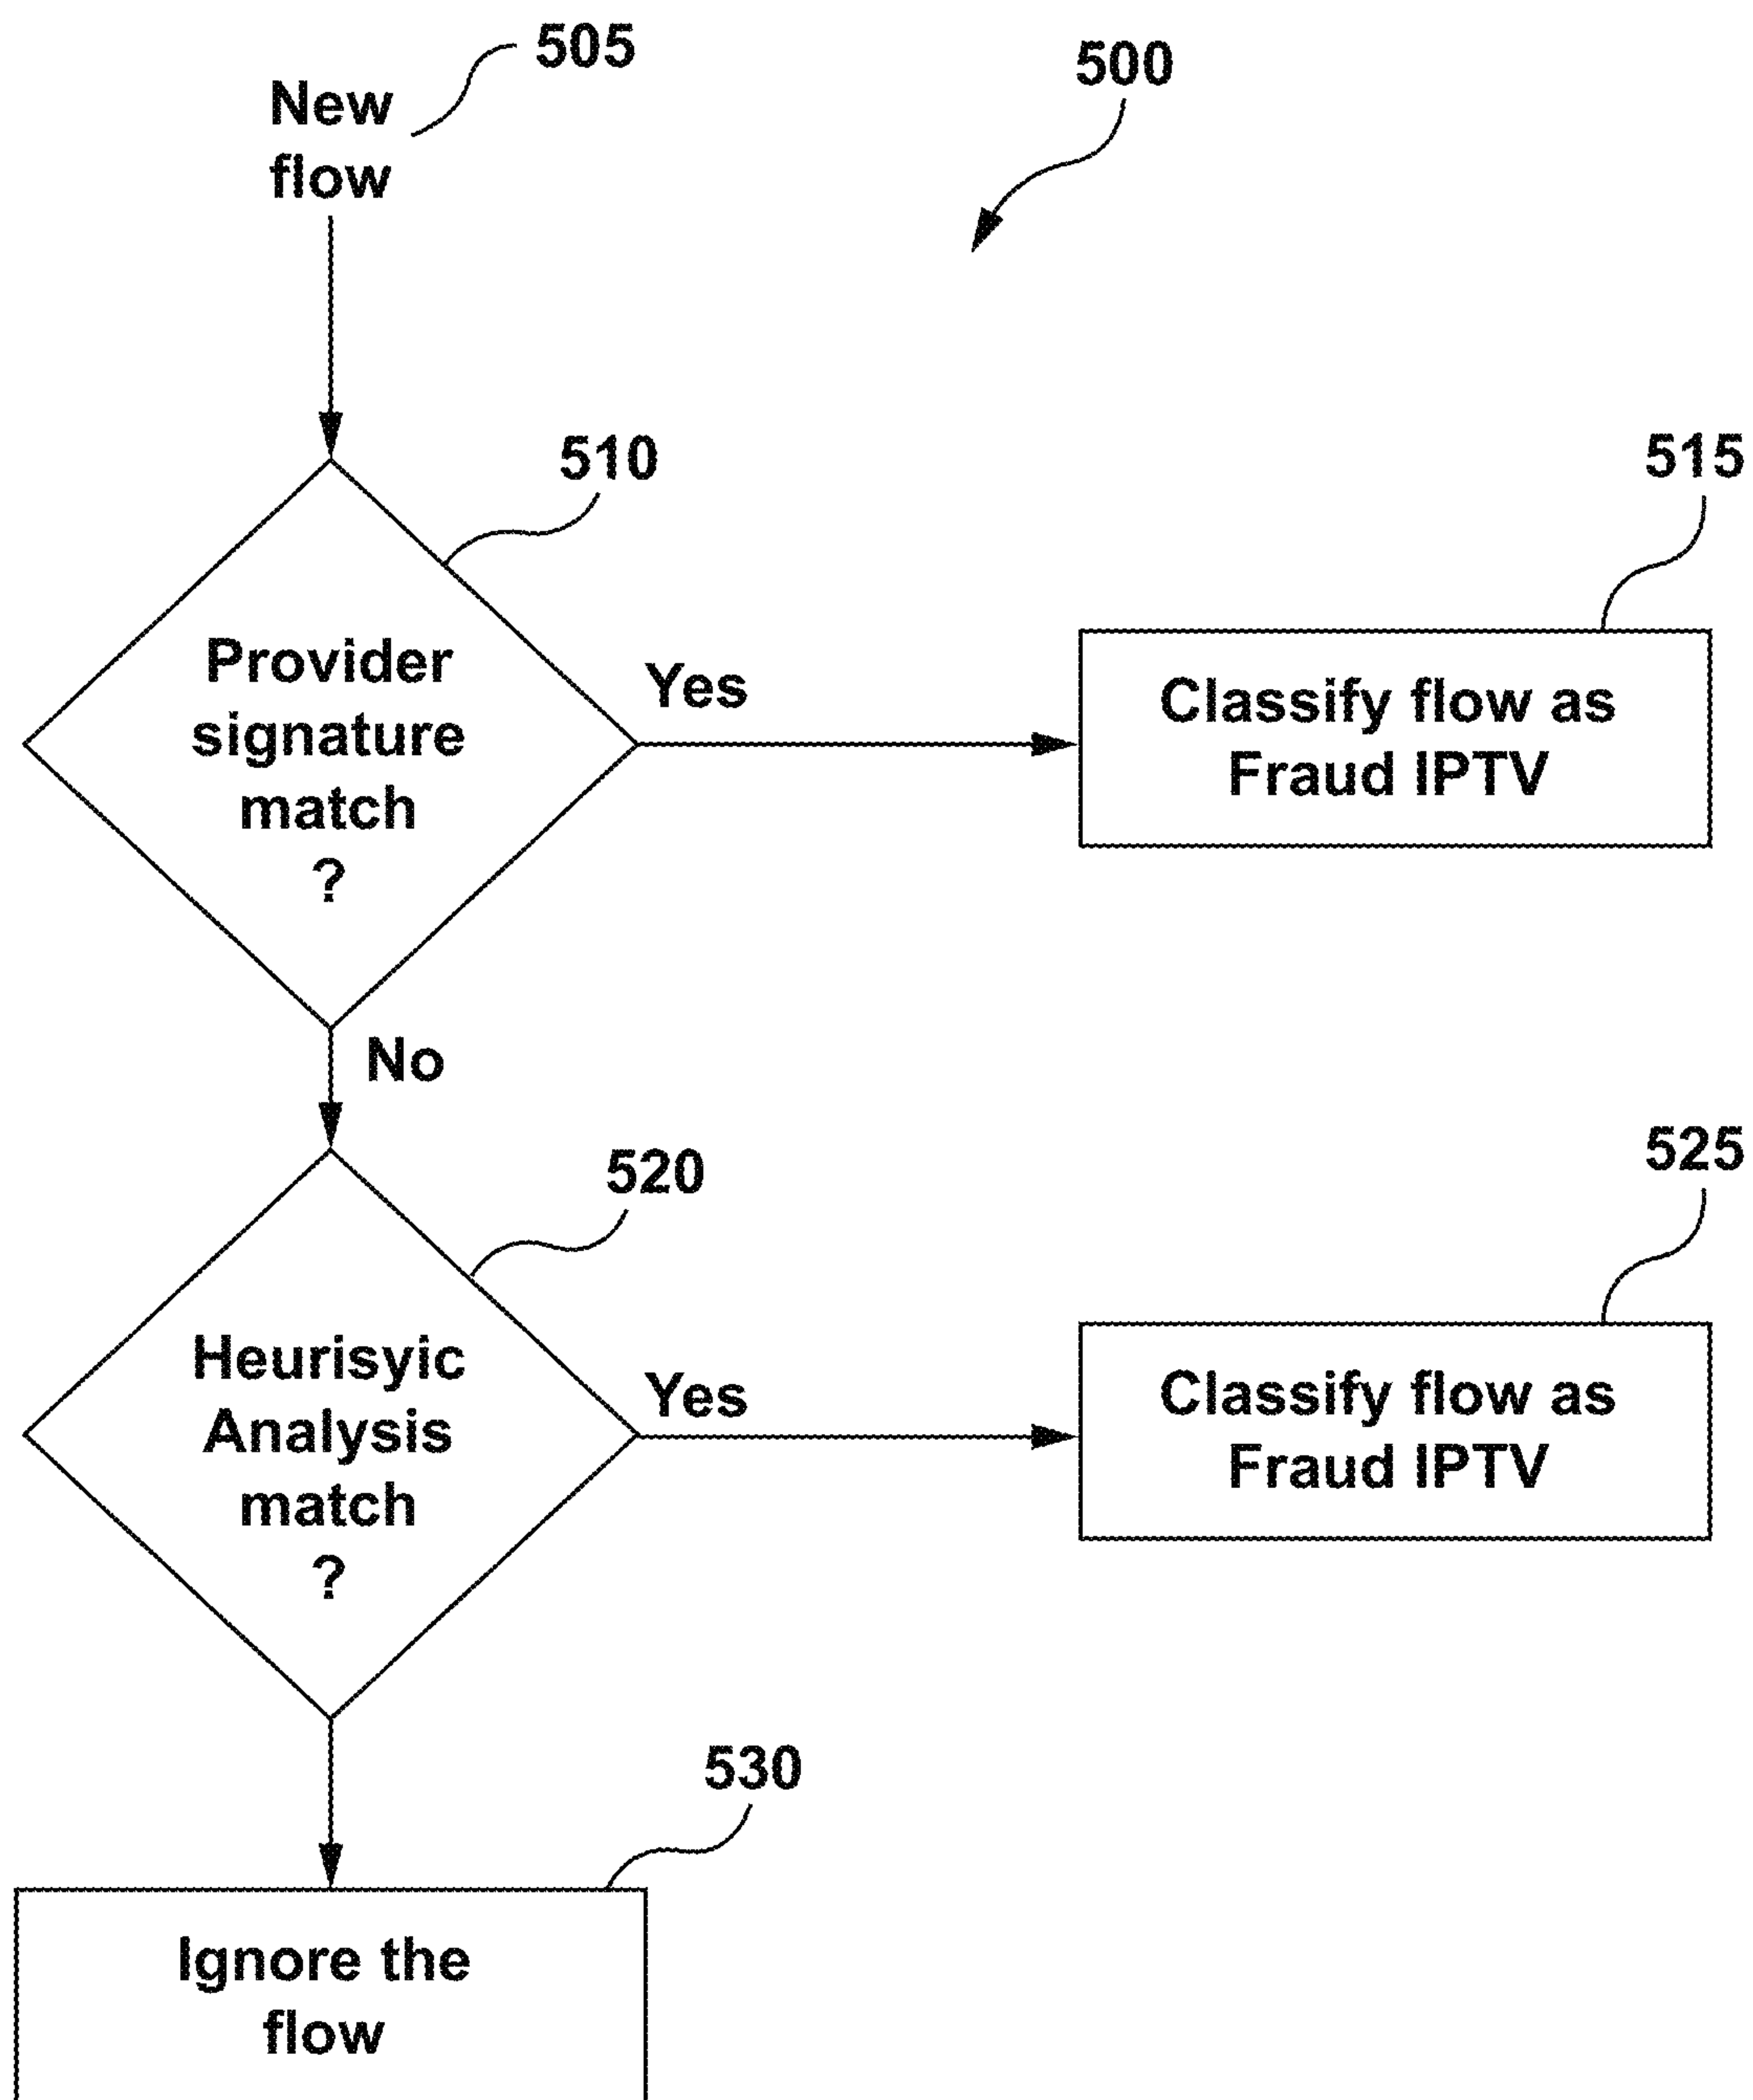 505
New
flow
500
510
Provider
signature
match
?
Yes
515
Classify flow as
Fraud IPTV
No
520
Heurisyic
Analysis
match
?
Yes
525
Classify flow as
Fraud IPTV
530
Ignore the
flow